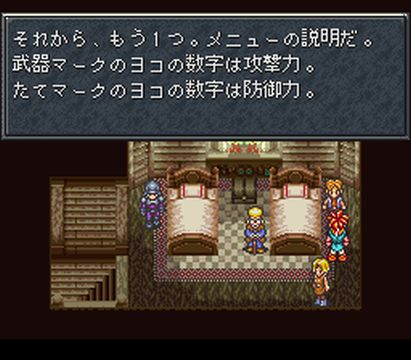 それから、もう1つ。メニューの説明だ。
武器マークのヨコの数字は攻撃力。
たてマークのヨコの数字は防御力。